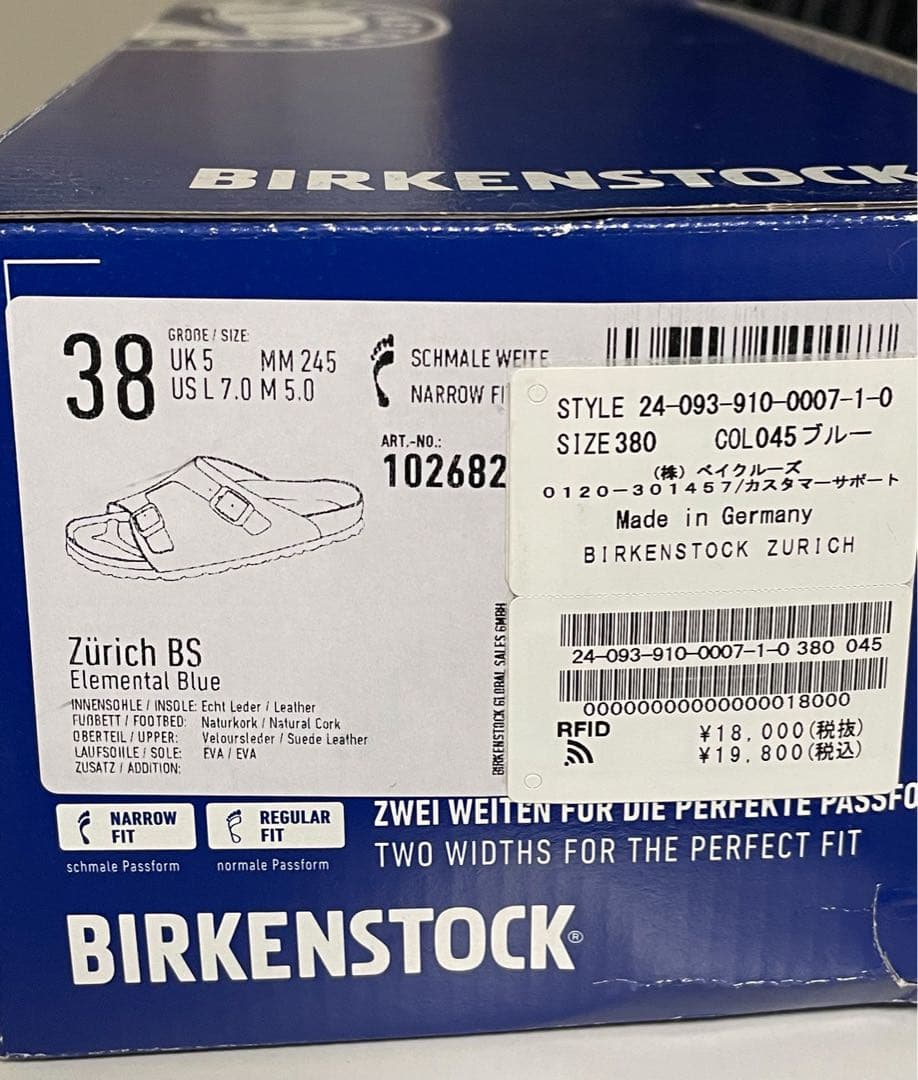 BIRKENSTOCK
38
GRÖßE / SIZE:
UK 5 MM 245
US L 7.0 M 5.0
SCHMALE WEITE
NARROW FI
ART.-NO.:
102682
Zürich BS
Elemental Blue
INNENSOHLE / INSOLE: Echt Leder / Leather
FUßBETT / FOOTBED: Naturkork / Natural Cork
OBERTEIL / UPPER: Veloursleder / Suede Leather
LAUFSOHLE / SOLE: EVA / EVA
ZUSATZ / ADDITION:
BIRKENSTOCK GLOBAL SALES GMBH
STYLE 24-093-910-0007-1-0
SIZE 380 COL045 ブルー
(株) ベイクルーズ
0120-301457/カスタマーサポート
Made in Germany
BIRKENSTOCK ZURICH
24-093-910-0007-1-0 380 045
00000000000000018000
RFID
¥18,000(税抜)
¥19,800(税込)
NARROW FIT
schmale Passform
REGULAR FIT
normale Passform
ZWEI WEITEN FÜR DIE PERFEKTE PASSFO
TWO WIDTHS FOR THE PERFECT FIT
BIRKENSTOCK®